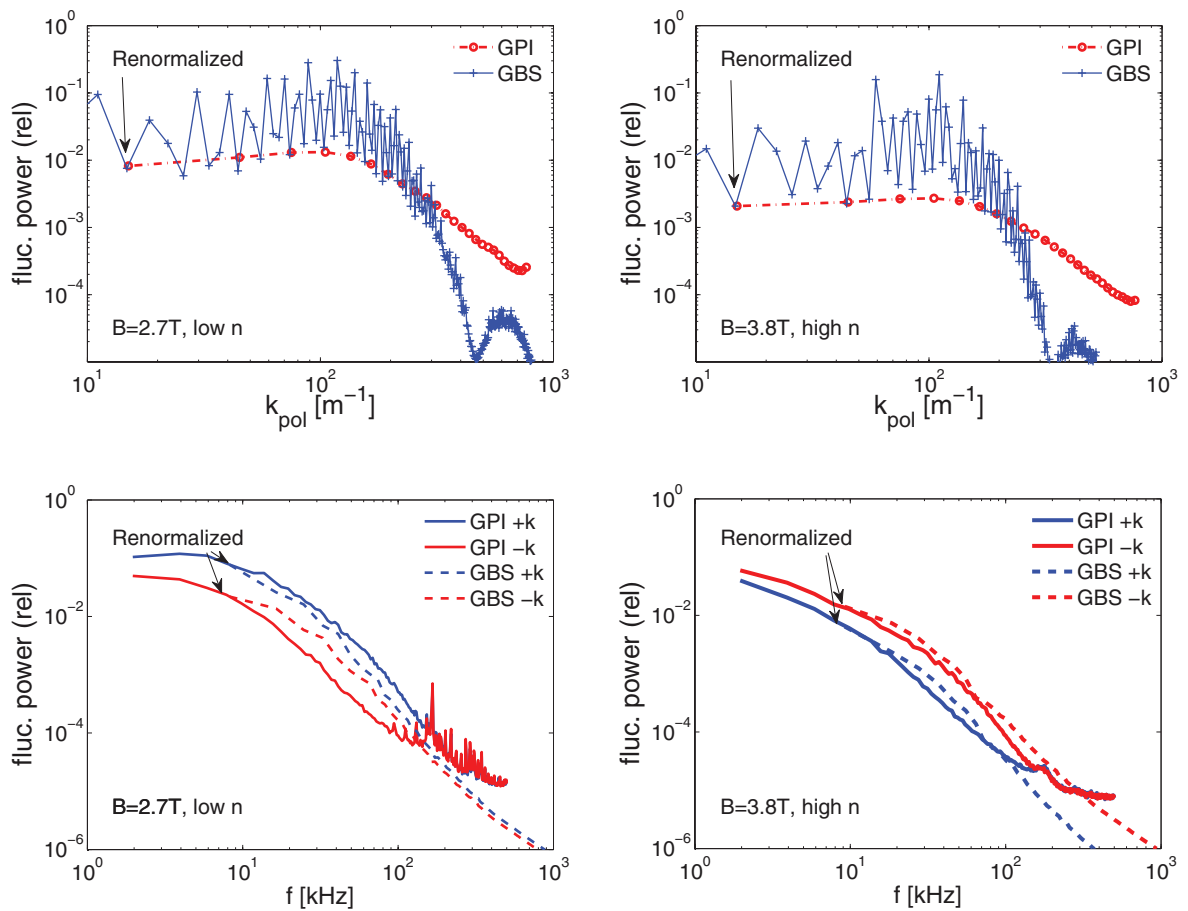 10^0
10^-1
10^-2
10^-3
10^-4
fluc. power (rel)
Renormalized
GPI
GBS
B=2.7T, low n
10^1
10^2
10^3
k_pol [m^-1]
10^0
10^-1
10^-2
10^-3
10^-4
fluc. power (rel)
Renormalized
GPI
GBS
B=3.8T, high n
10^1
10^2
10^3
k_pol [m^-1]
10^0
10^-2
10^-4
10^-6
fluc. power (rel)
Renormalized
GPI +k
GPI −k
GBS +k
GBS −k
B=2.7T, low n
10^0
10^1
10^2
10^3
f [kHz]
10^0
10^-2
10^-4
10^-6
fluc. power (rel)
Renormalized
GPI +k
GPI −k
GBS +k
GBS −k
B=3.8T, high n
10^0
10^1
10^2
10^3
f [kHz]